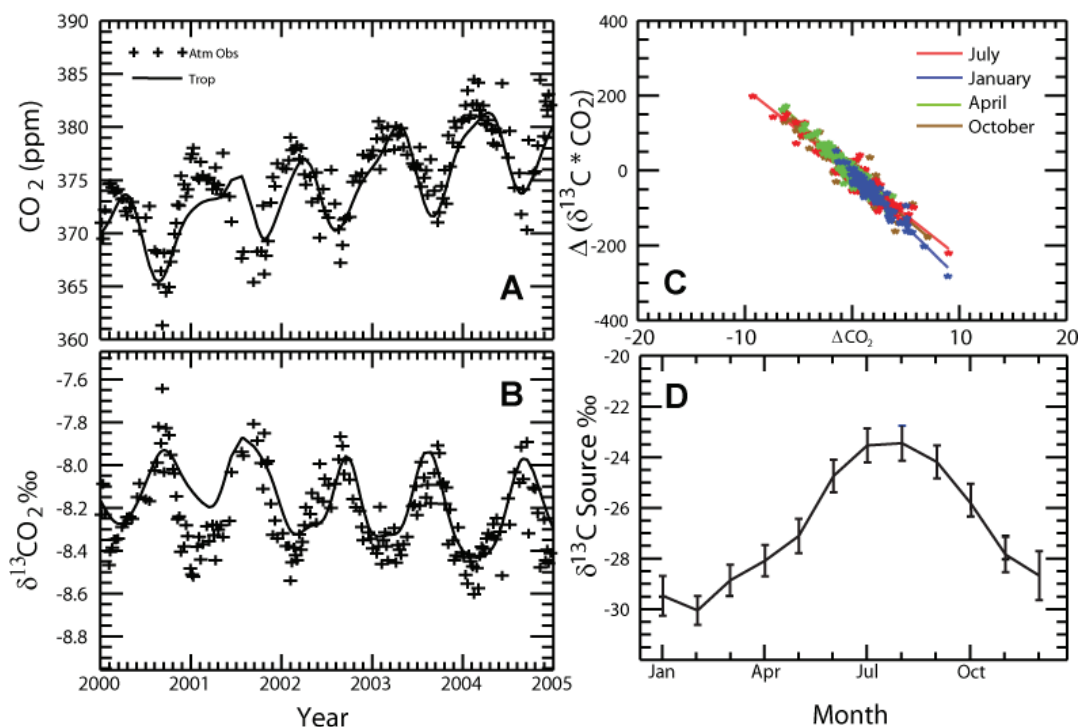 390
385
380
375
370
365
360
CO2 (ppm)
Atm Obs
Trop
A
-7.6
-7.8
-8.0
-8.2
-8.4
-8.6
-8.8
δ13CO2 ‰
B
2000 2001 2002 2003 2004 2005
Year
400
200
0
-200
-400
Δ (δ13C * CO2)
July
January
April
October
C
-20 -10 ΔCO2 10 20
-20
-22
-24
-26
-28
-30
δ13C Source ‰
D
Jan Apr Jul Oct
Month